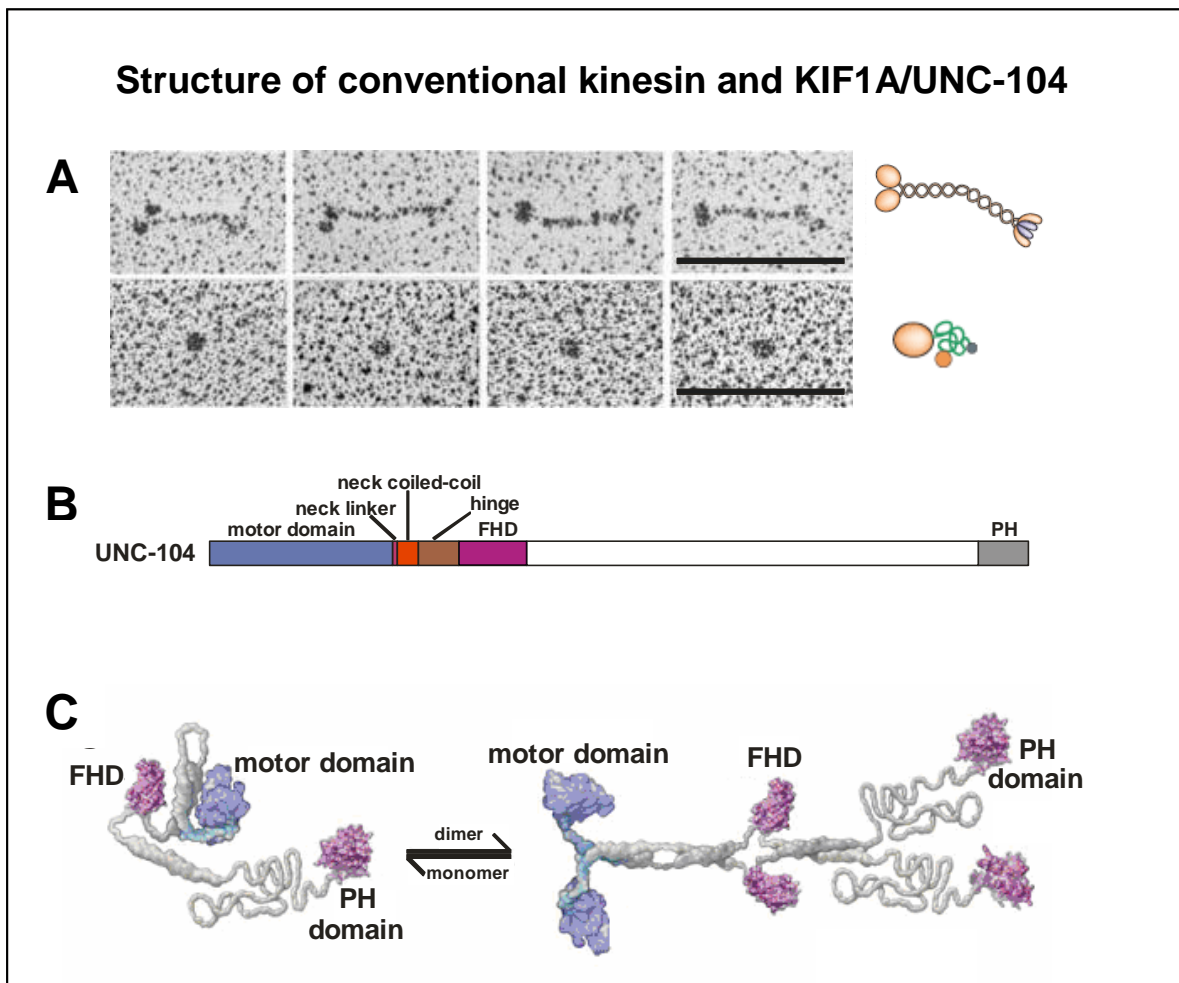 Structure of conventional kinesin and KIF1A/UNC-104
A
B
neck coiled-coil
neck linker
hinge
motor domain
FHD
PH
UNC-104
C
FHD
motor domain
PH
domain
dimer
monomer
motor domain
FHD
PH
domain